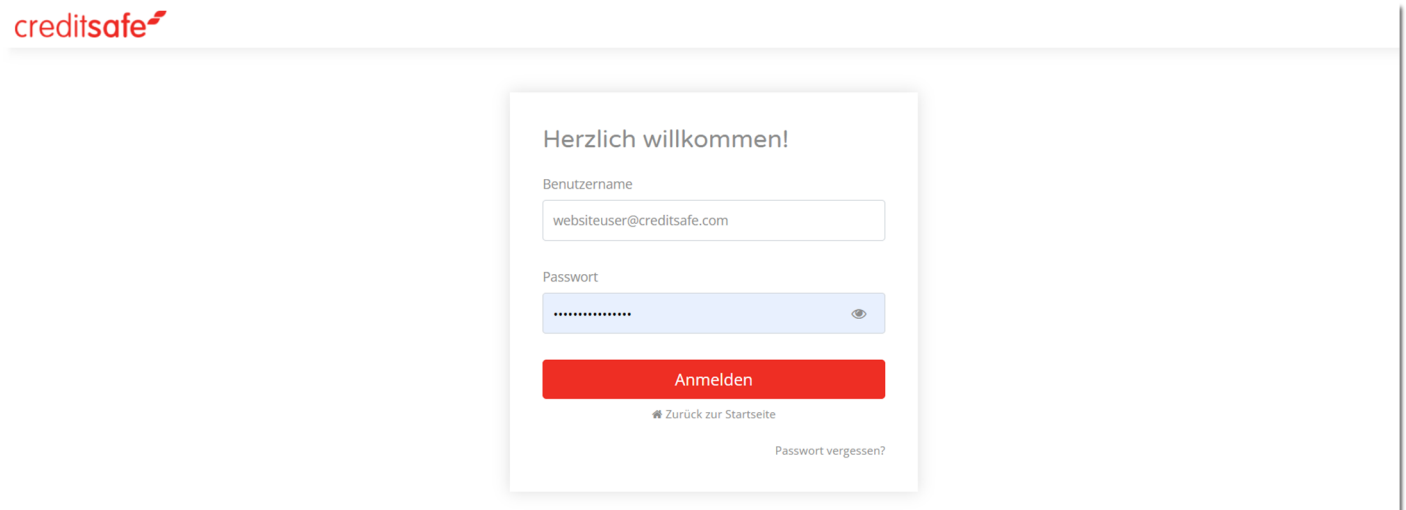 creditsafe
Herzlich willkommen!
Benutzername
websiteuser@creditsafe.com
Passwort
••••••••••••••••
Anmelden
Zurück zur Startseite
Passwort vergessen?